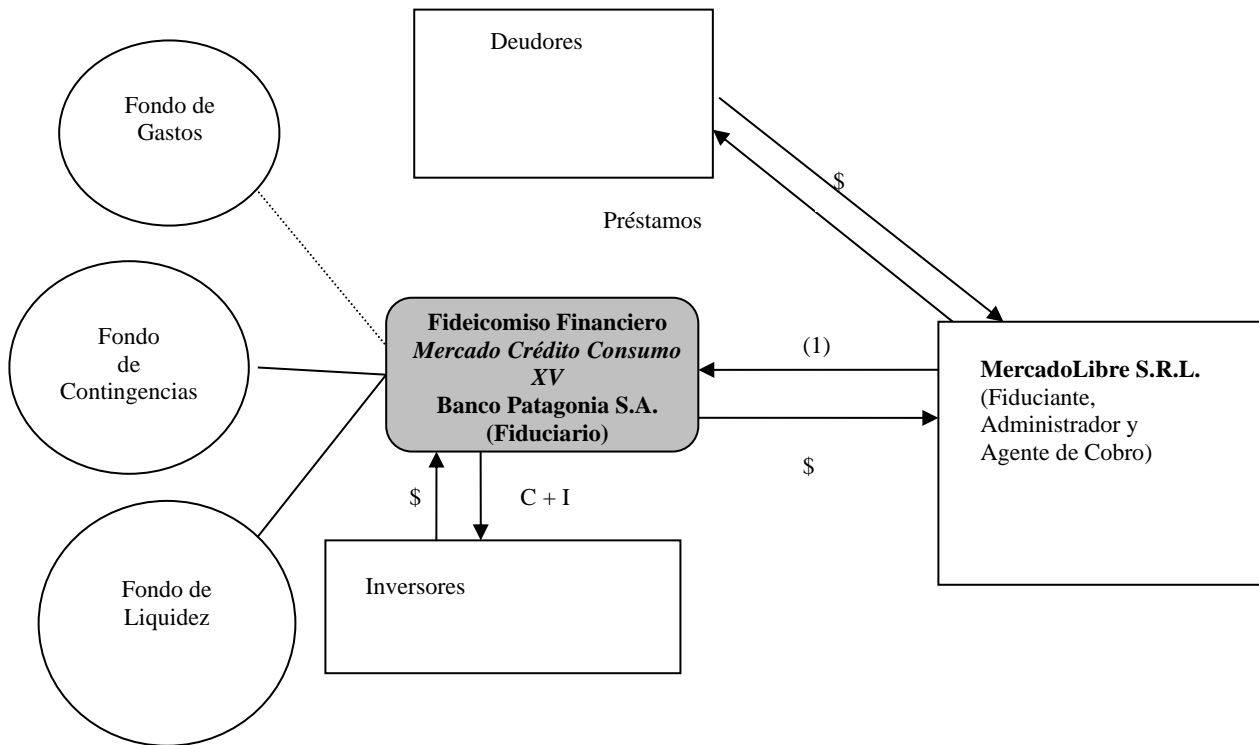 Deudores
Fondo de
Gastos
$
Préstamos
Fondo
de
Contingencias
Fideicomiso Financiero
Mercado Crédito Consumo
XV
Banco Patagonia S.A.
(Fiduciario)
(1)
MercadoLibre S.R.L.
(Fiduciante,
Administrador y
Agente de Cobro)
$
$
C + I
Fondo de
Liquidez
Inversores